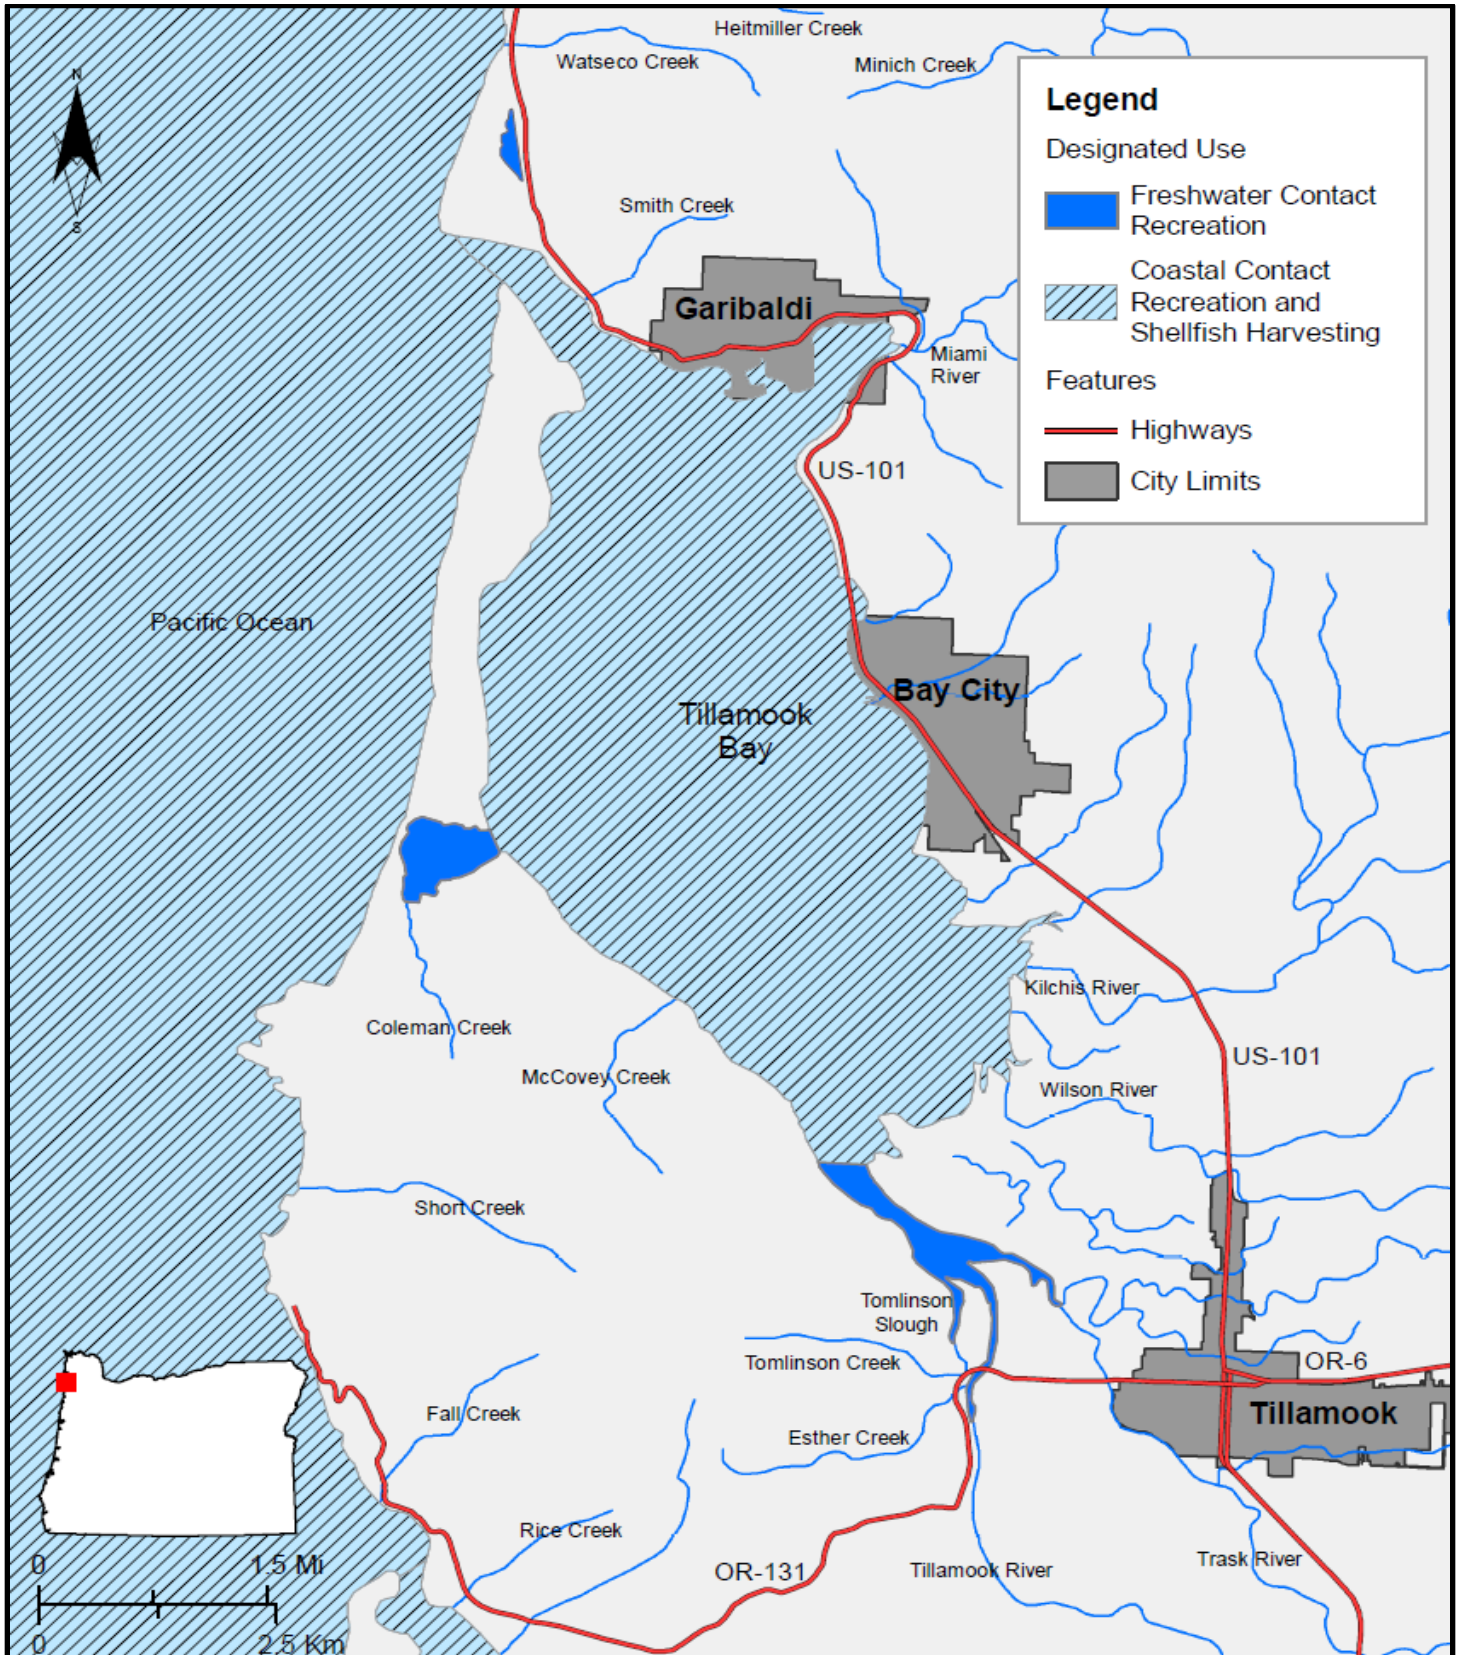 Heitmiller Creek
Watseco Creek
Minich Creek
N
S
Legend
Designated Use
Freshwater Contact
Recreation
Coastal Contact
Recreation and
Shellfish Harvesting
Features
Highways
City Limits
Smith Creek
Garibaldi
Miami
River
US-101
Pacific Ocean
Bay City
Tillamook
Bay
Kilchis River
Coleman Creek
US-101
McCovey Creek
Wilson River
Short Creek
Tomlinson
Slough
Tomlinson Creek
OR-6
Fall Creek
Tillamook
Esther Creek
Rice Creek
OR-131
Tillamook River
Trask River
0 1.5 Mi
0 2.5 Km